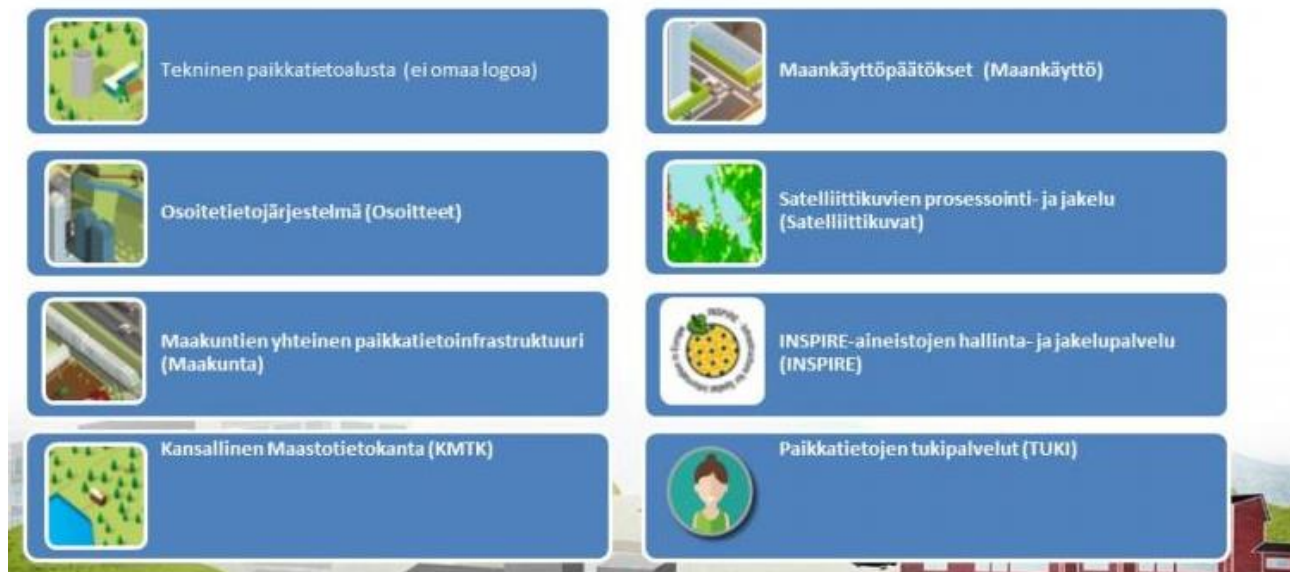 Tekninen paikkatietoalusta (ei omaa logoa)
Maankäyttöpäätökset (Maankäyttö)
Osoitetietojärjestelmä (Osoitteet)
Satelliittikuvien prosessointi- ja jakelu
(Satelliittikuvat)
Maakuntien yhteinen paikkatietoinfrastruktuuri
(Maakunta)
INSPIRE-aineistojen hallinta- ja jakelupalvelu
(INSPIRE)
Kansallinen Maastotietokanta (KMTK)
Paikkatietojen tukipalvelut (TUKI)